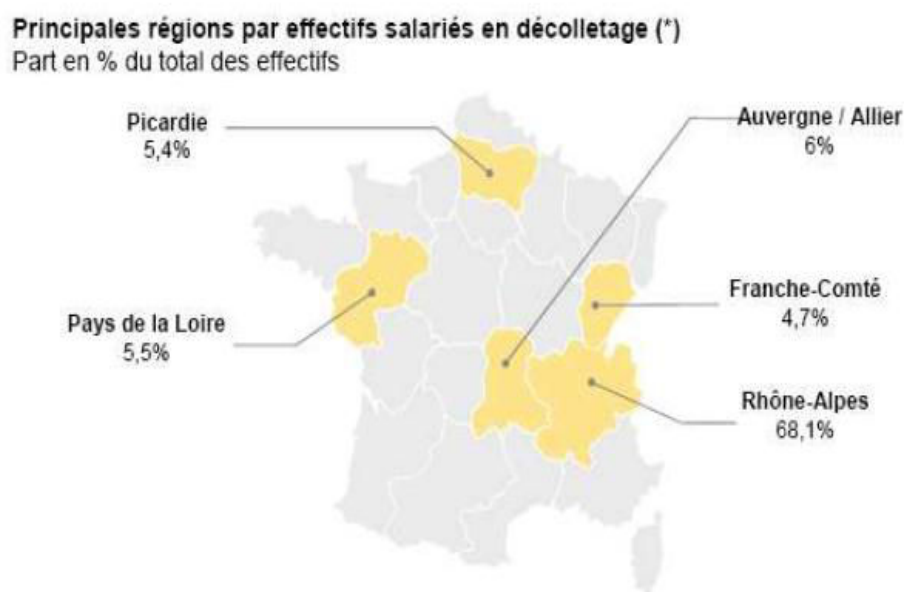 Principales régions par effectifs salariés en décolletage (*)
Part en % du total des effectifs
Picardie
5,4%
Auvergne / Allier
6%
Franche-Comté
4,7%
Pays de la Loire
5,5%
Rhône-Alpes
68,1%